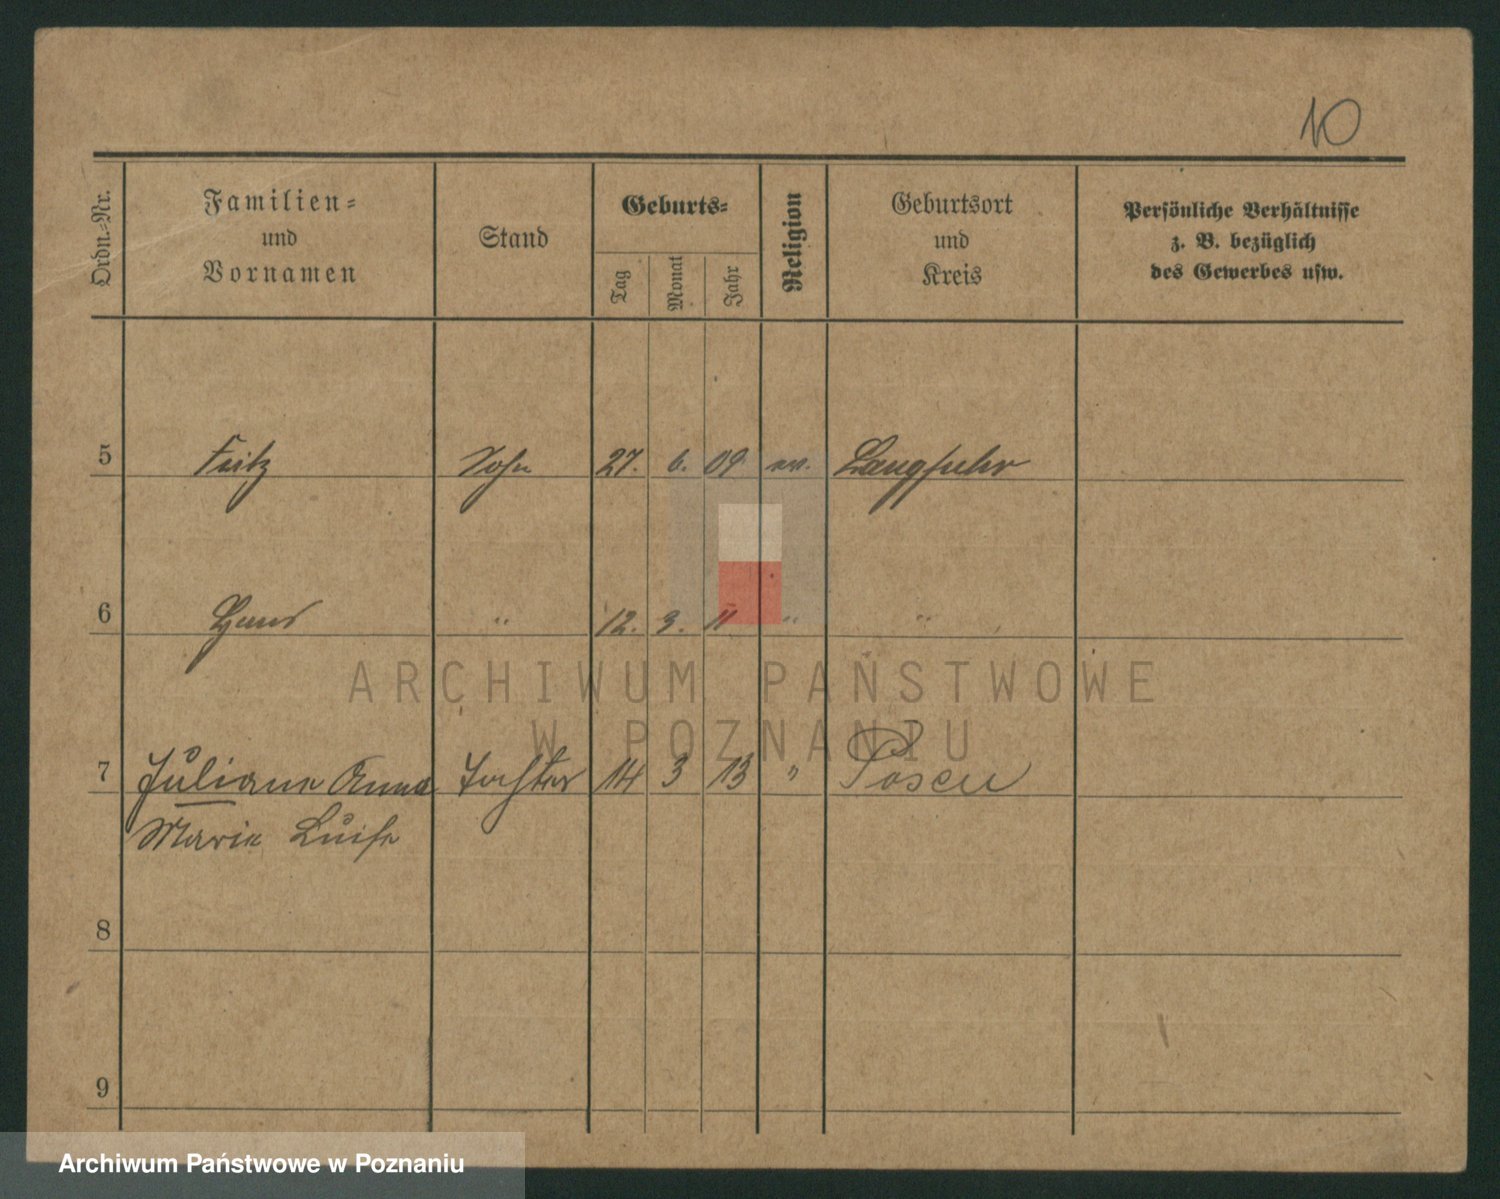 10
Ordn.-Nr.
Familien-
und
Vornamen
Stand
Geburts-
Tag
Monat
Jahr
Religion
Geburtsort
und
Kreis
Persönliche Verhältnisse
z. B. bezüglich
des Gewerbes usw.
5 Fritz Sohn 27. 6. 09 ev. Langfuhr
6 Hans " 12. 3. 11 " "
7 Juliane Anna Tochter 14 3 13 " Posen
Marie Luise
8
9
ARCHIWUM PAŃSTWOWE
W POZNANIU
Archiwum Państwowe w Poznaniu